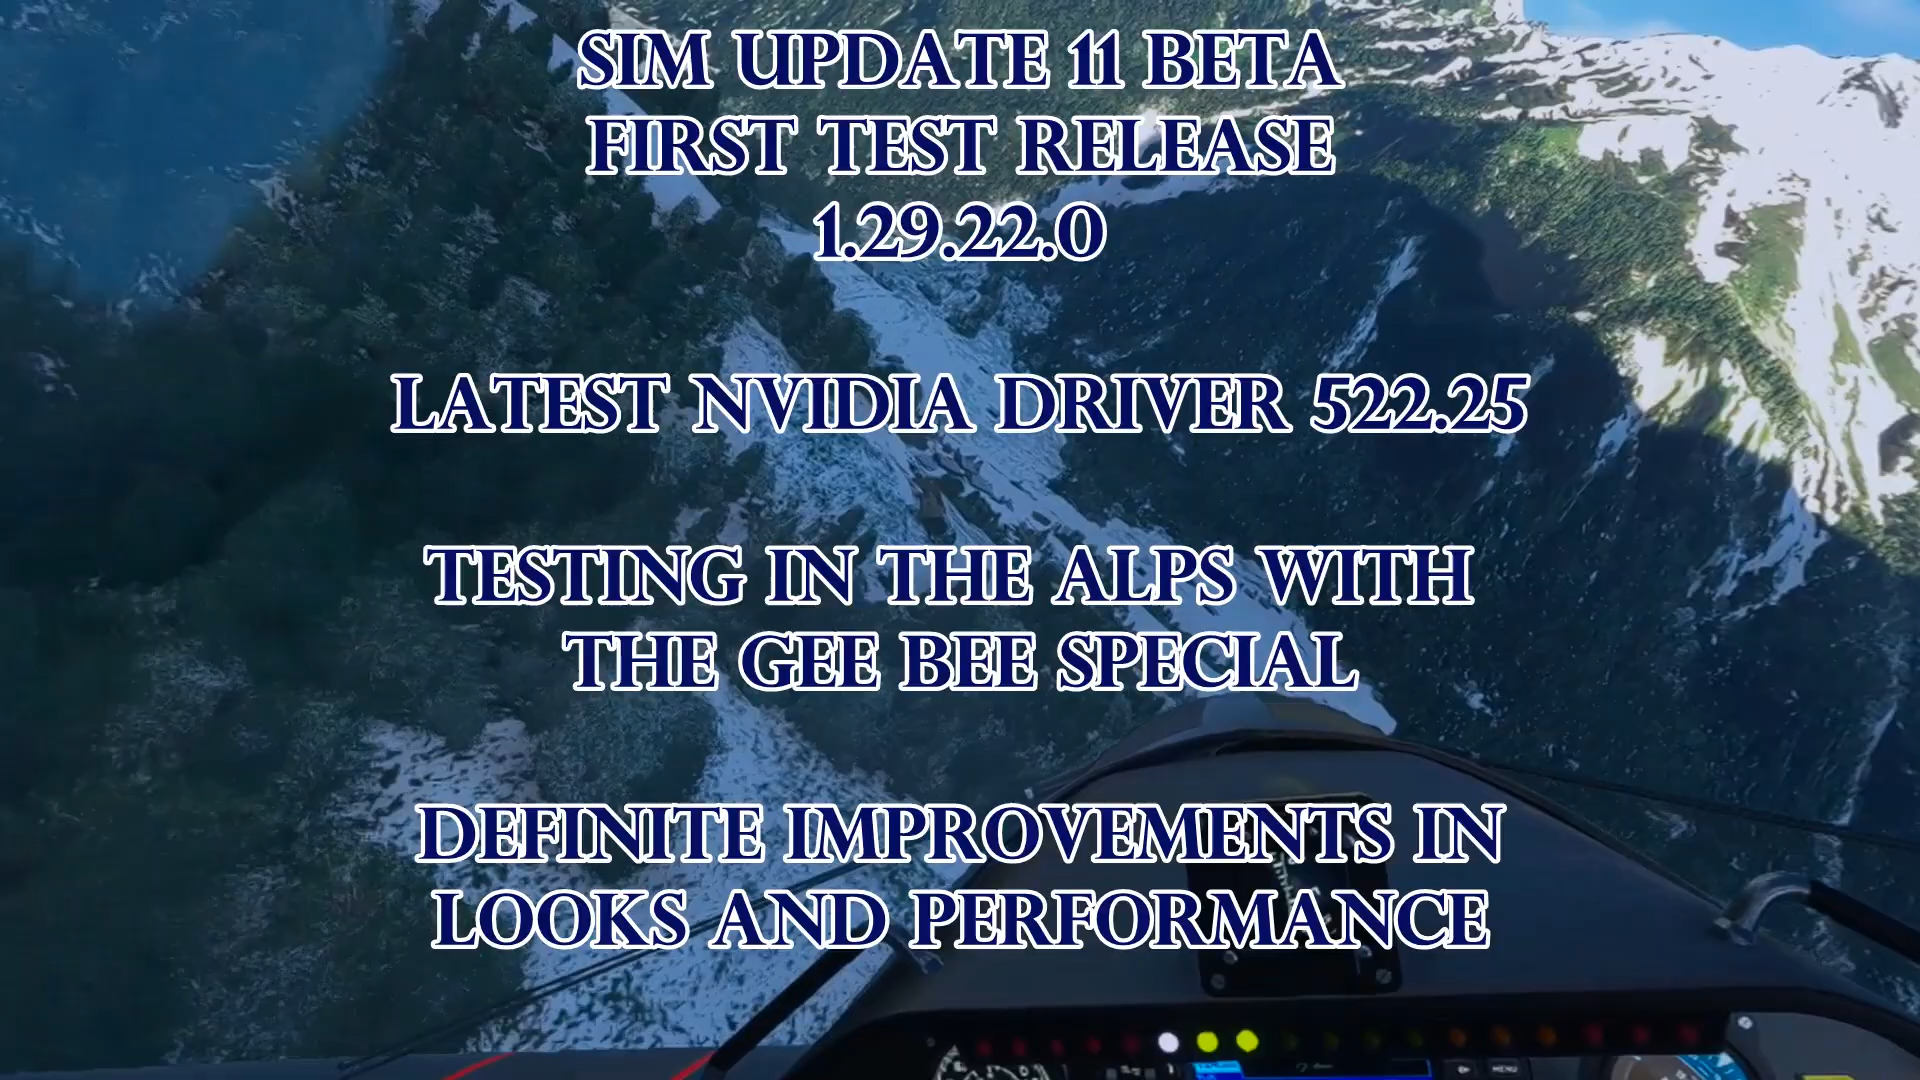 SIM UPDATE 11 BETA
FIRST TEST RELEASE
1.29.22.0
LATEST NVIDIA DRIVER 522.25
TESTING IN THE ALPS WITH
THE GEE BEE SPECIAL
DEFINITE IMPROVEMENTS IN
LOOKS AND PERFORMANCE
MENU